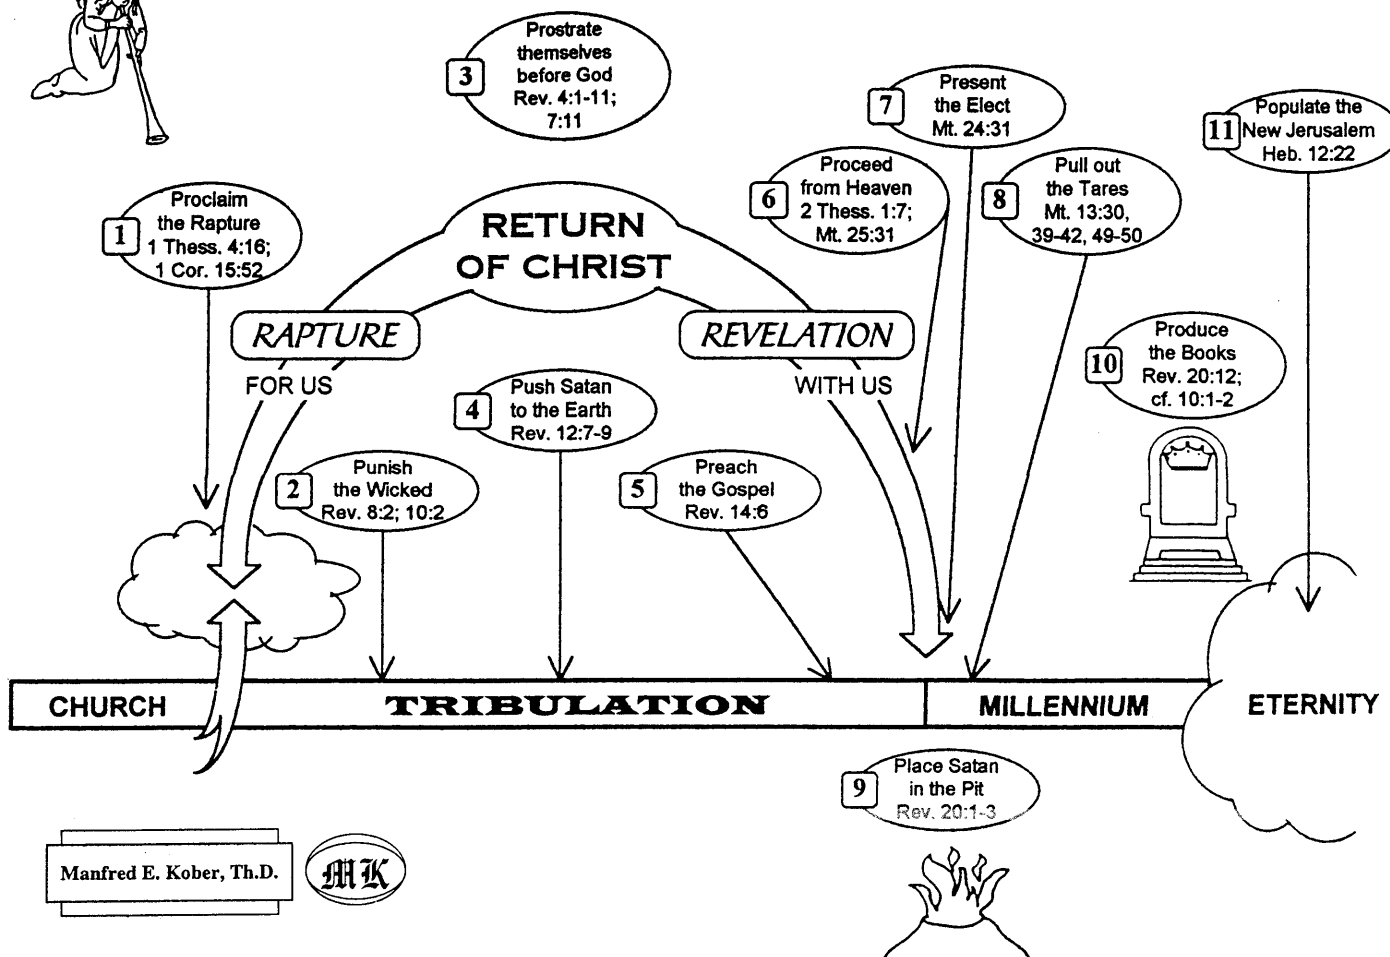 3
Prostrate
themselves
before God
Rev. 4:1-11;
7:11
7
Present
the Elect
Mt. 24:31
11
Populate the
New Jerusalem
Heb. 12:22
6
Proceed
from Heaven
2 Thess. 1:7;
Mt. 25:31
8
Pull out
the Tares
Mt. 13:30,
39-42, 49-50
1
Proclaim
the Rapture
1 Thess. 4:16;
1 Cor. 15:52
RETURN
OF CHRIST
RAPTURE
FOR US
REVELATION
WITH US
10
Produce
the Books
Rev. 20:12;
cf. 10:1-2
4
Push Satan
to the Earth
Rev. 12:7-9
2
Punish
the Wicked
Rev. 8:2; 10:2
5
Preach
the Gospel
Rev. 14:6
CHURCH
TRIBULATION
MILLENNIUM
ETERNITY
9
Place Satan
in the Pit
Rev. 20:1-3
Manfred E. Kober, Th.D.
MK